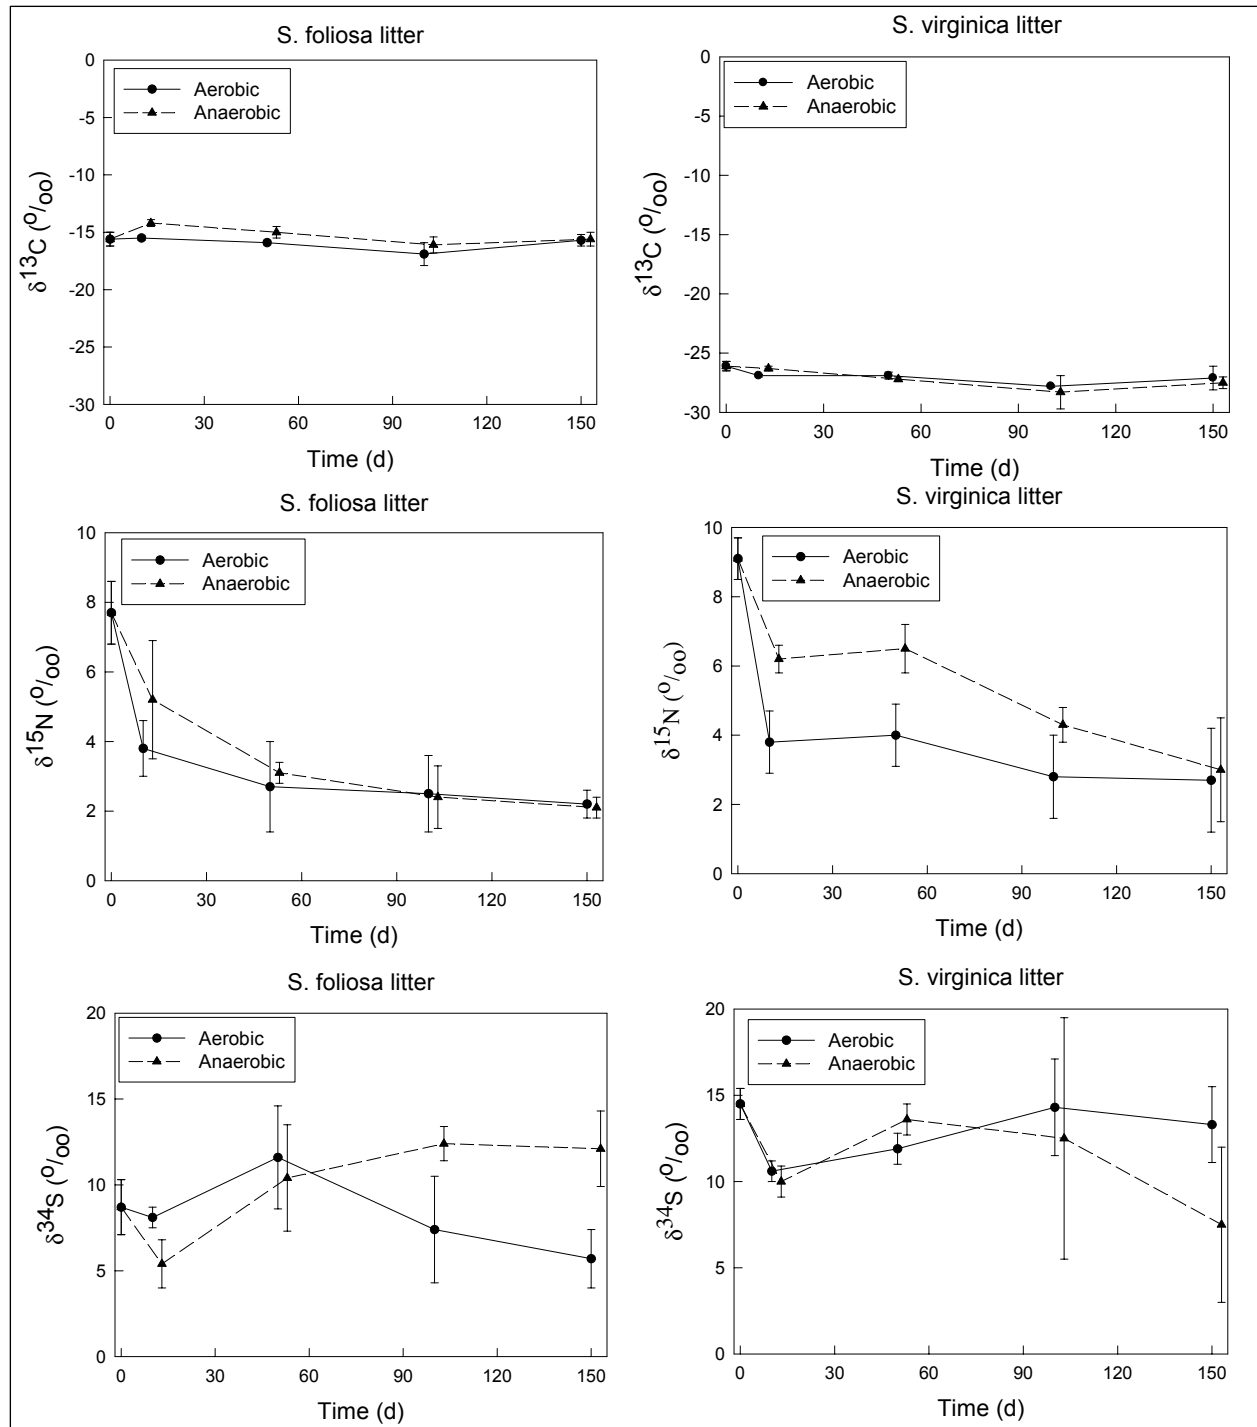 S. foliosa litter
0
-5
-10
-15
-20
-25
-30
δ13C (o/oo)
Aerobic
Anaerobic
0 30 60 90 120 150
Time (d)
S. virginica litter
0
-5
-10
-15
-20
-25
-30
δ13C (o/oo)
Aerobic
Anaerobic
0 30 60 90 120 150
Time (d)
S. foliosa litter
10
8
6
4
2
0
δ15N (o/oo)
Aerobic
Anaerobic
0 30 60 90 120 150
Time (d)
S. virginica litter
10
8
6
4
2
0
δ15N (o/oo)
Aerobic
Anaerobic
0 30 60 90 120 150
Time (d)
S. foliosa litter
20
15
10
5
0
δ34S (o/oo)
Aerobic
Anaerobic
0 30 60 90 120 150
Time (d)
S. virginica litter
20
15
10
5
0
δ34S (o/oo)
Aerobic
Anaerobic
0 30 60 90 120 150
Time (d)